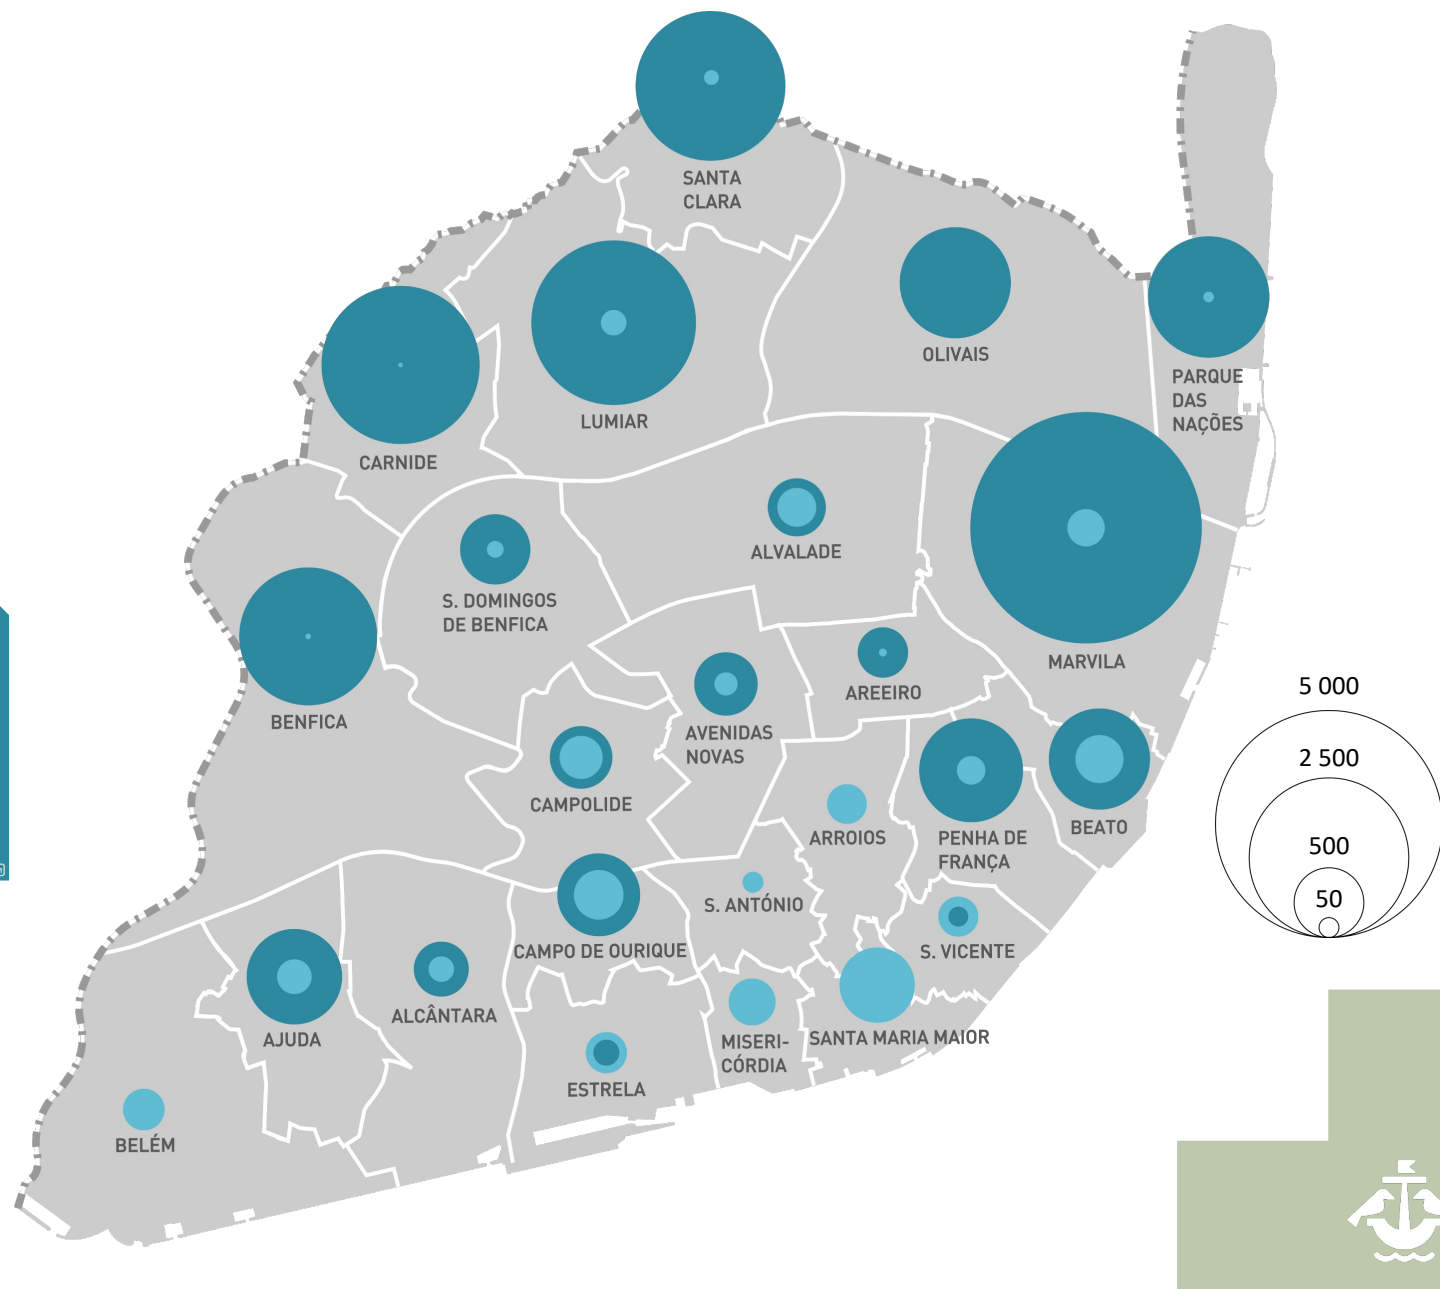 SANTA
CLARA
OLIVAIS
PARQUE
DAS
NAÇÕES
LUMIAR
CARNIDE
ALVALADE
S. DOMINGOS
DE BENFICA
MARVILA
AREEIRO
BENFICA
AVENIDAS
NOVAS
CAMPOLIDE
ARROIOS
PENHA DE
FRANÇA
BEATO
S. ANTÓNIO
CAMPO DE OURIQUE
S. VICENTE
ALCÂNTARA
AJUDA
MISERI-
CÓRDIA
SANTA MARIA MAIOR
ESTRELA
BELÉM
5 000
2 500
500
50